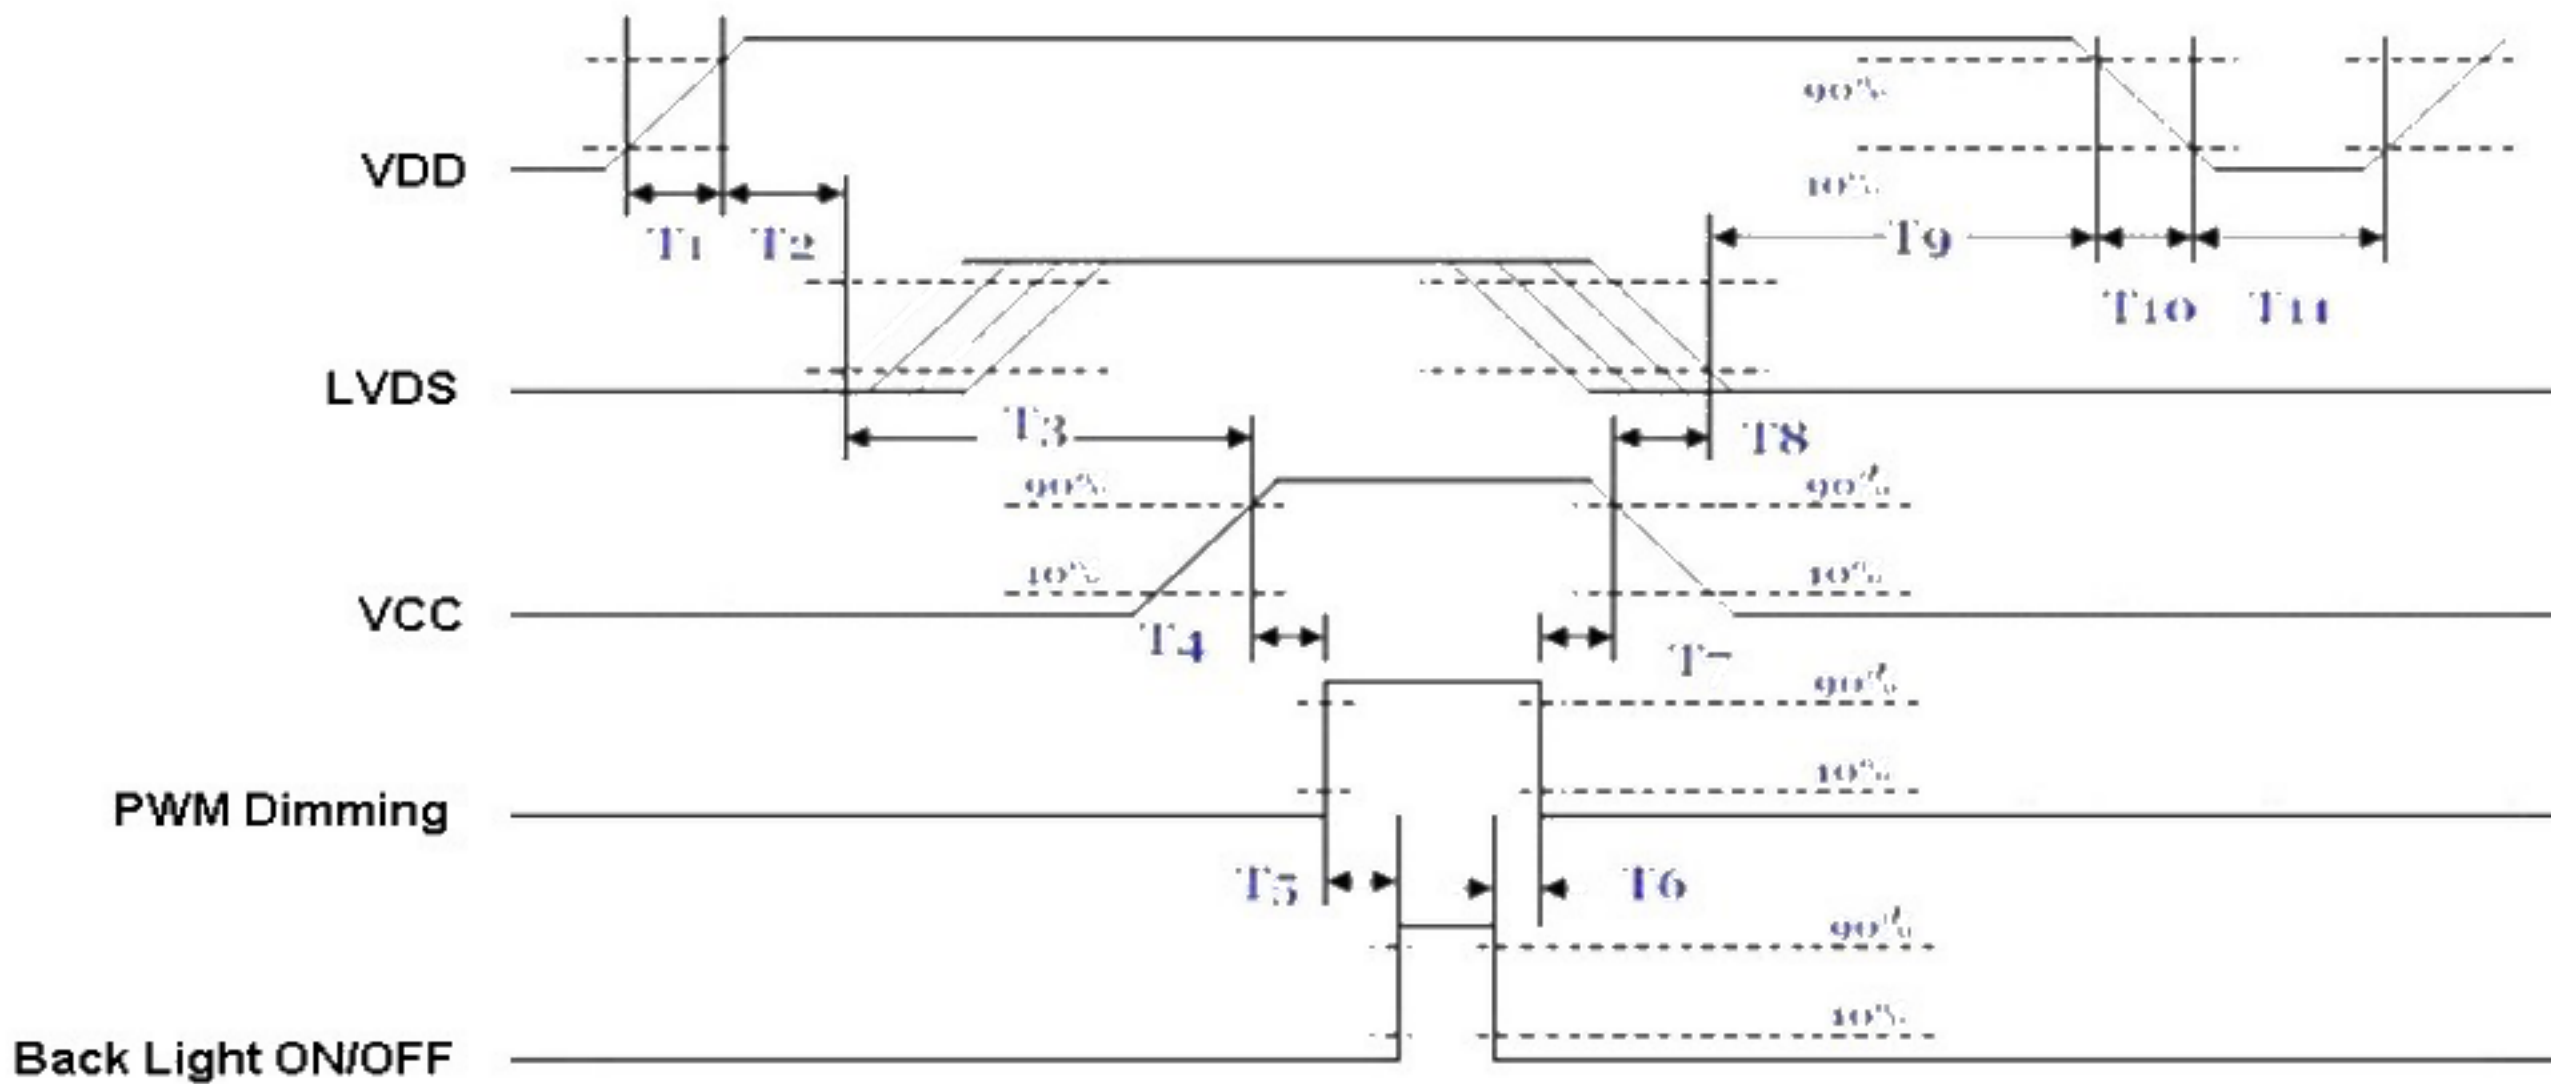 90%
VDD
10%
T1 T2 T9
T10 T11
LVDS
T3 T8
90% 90%
10% 10%
VCC
T4 T7
90%
10%
PWM Dimming
T5 T6
90%
10%
Back Light ON/OFF